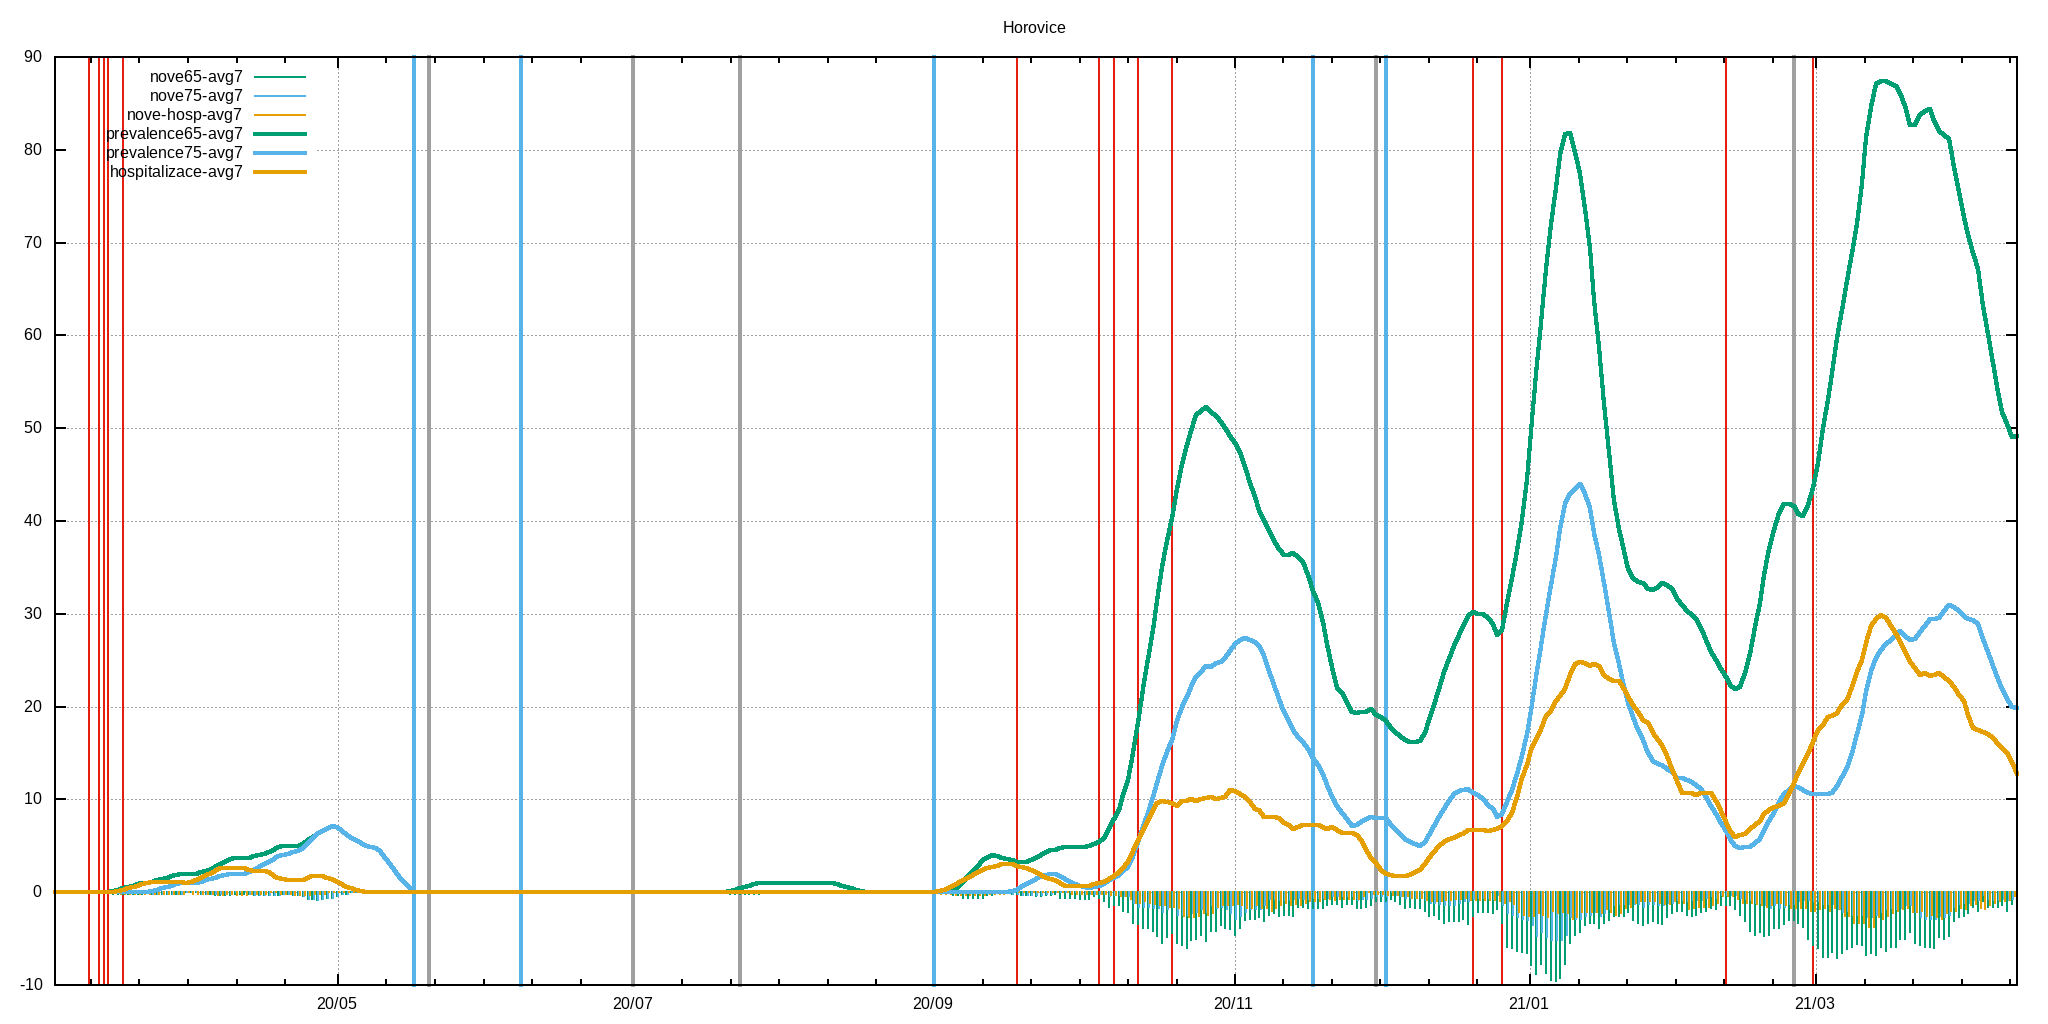 Horovice
90
nove65-avg7
nove75-avg7
nove-hosp-avg7
prevalence65-avg7
prevalence75-avg7
hospitalizace-avg7
80
70
60
50
40
30
20
10
0
-10
20/05 20/07 20/09 20/11 21/01 21/03